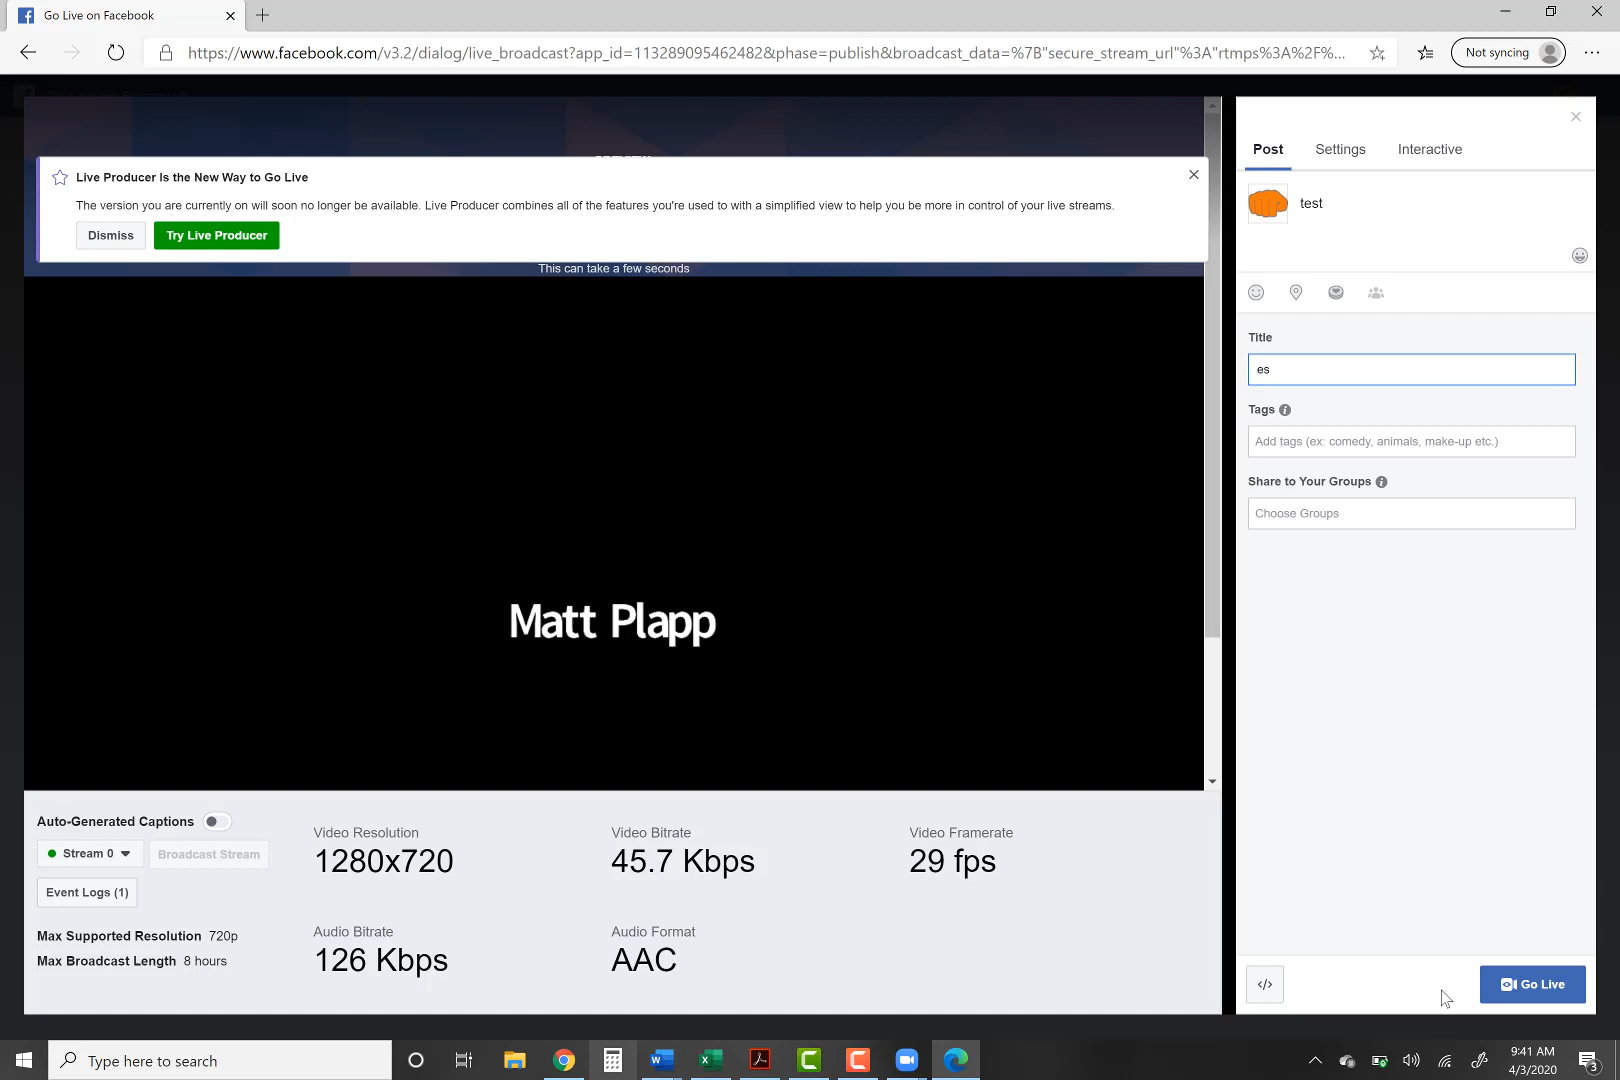 Go Live on Facebook
https://www.facebook.com/v3.2/dialog/live_broadcast?app_id=113289095462482&phase=publish&broadcast_data=%7B"secure_stream_url"%3A"rtmps%3A%2F%...
Not syncing
Live Producer Is the New Way to Go Live
The version you are currently on will soon no longer be available. Live Producer combines all of the features you're used to with a simplified view to help you be more in control of your live streams.
Dismiss
Try Live Producer
This can take a few seconds
Matt Plapp
Auto-Generated Captions
Stream 0
Broadcast Stream
Event Logs (1)
Max Supported Resolution 720p
Max Broadcast Length 8 hours
Video Resolution
1280x720
Video Bitrate
45.7 Kbps
Video Framerate
29 fps
Audio Bitrate
126 Kbps
Audio Format
AAC
Post
Settings
Interactive
test
Title
es
Tags
Add tags (ex: comedy, animals, make-up etc.)
Share to Your Groups
Choose Groups
</>
Go Live
Type here to search
9:41 AM
4/3/2020
3